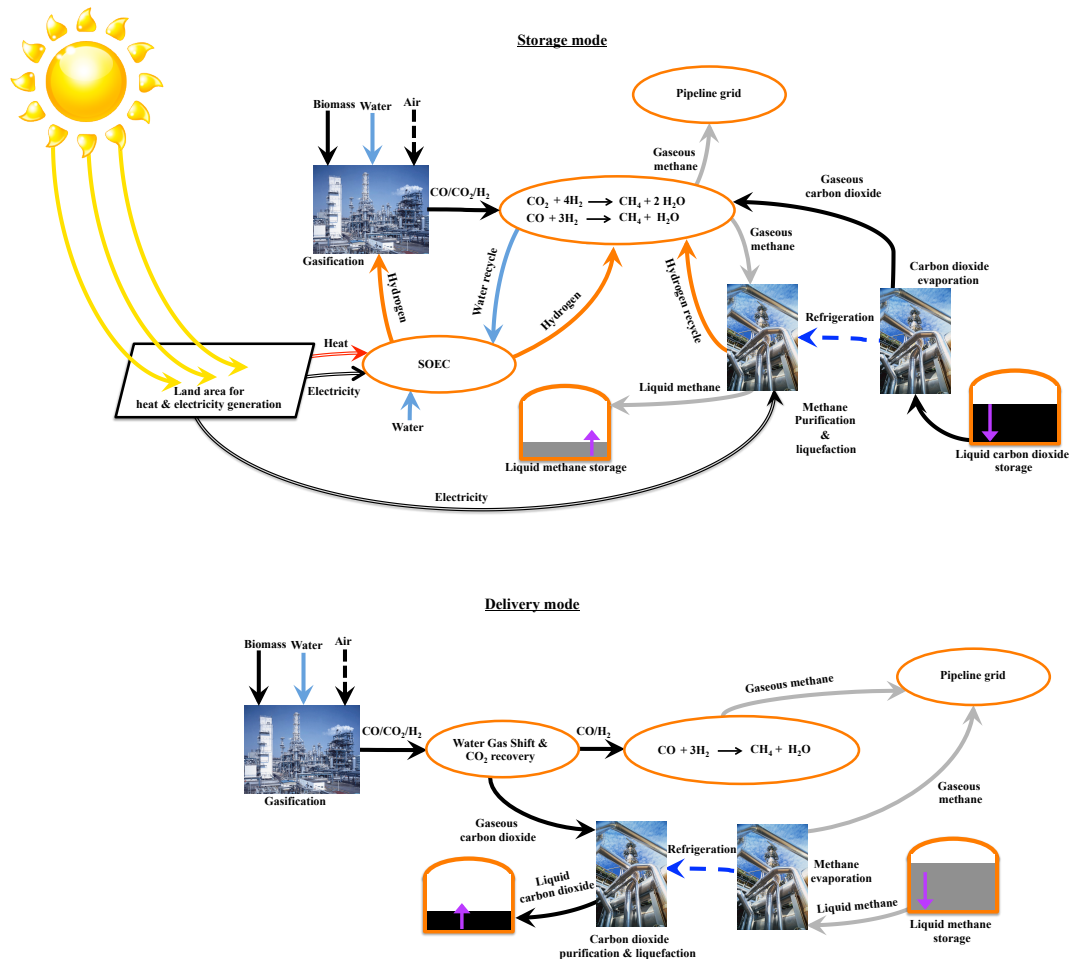 Storage mode
Pipeline grid
Biomass
Water
Air
Gaseous
methane
Gaseous
carbon dioxide
CO/CO₂/H₂
CO₂ + 4H₂ → CH₄ + 2 H₂O
CO + 3H₂ → CH₄ + H₂O
Gaseous
methane
Gasification
Hydrogen
Water recycle
Hydrogen
Hydrogen recycle
Carbon dioxide
evaporation
Refrigeration
Heat
SOEC
Electricity
Land area for
heat & electricity generation
Liquid methane
Water
Methane
Purification
&
liquefaction
Liquid methane storage
Liquid carbon dioxide
storage
Electricity
Delivery mode
Biomass
Water
Air
Pipeline grid
Gaseous methane
CO/CO₂/H₂
Water Gas Shift &
CO₂ recovery
CO/H₂
CO + 3H₂ → CH₄ + H₂O
Gasification
Gaseous
methane
Gaseous
carbon dioxide
Refrigeration
Methane
evaporation
Liquid
carbon dioxide
Liquid methane
Liquid methane
storage
Carbon dioxide
purification & liquefaction